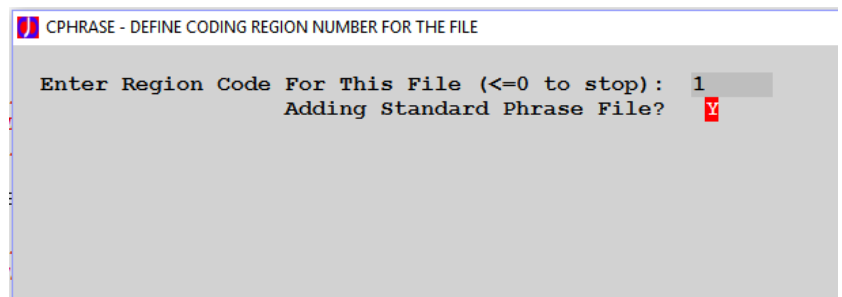 CPHRASE - DEFINE CODING REGION NUMBER FOR THE FILE
Enter Region Code For This File (<=0 to stop): 1
Adding Standard Phrase File? Y